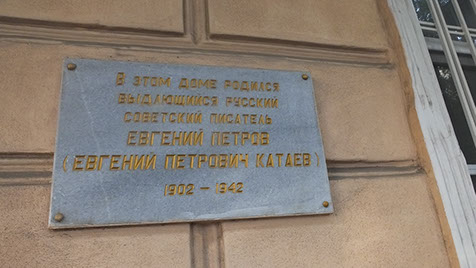 В ЭТОМ ДОМЕ РОДИЛСЯ
ВЫДАЮЩИЙСЯ РУССКИЙ
СОВЕТСКИЙ ПИСАТЕЛЬ
ЕВГЕНИЙ ПЕТРОВ
(ЕВГЕНИЙ ПЕТРОВИЧ КАТАЕВ)
1902 – 1942